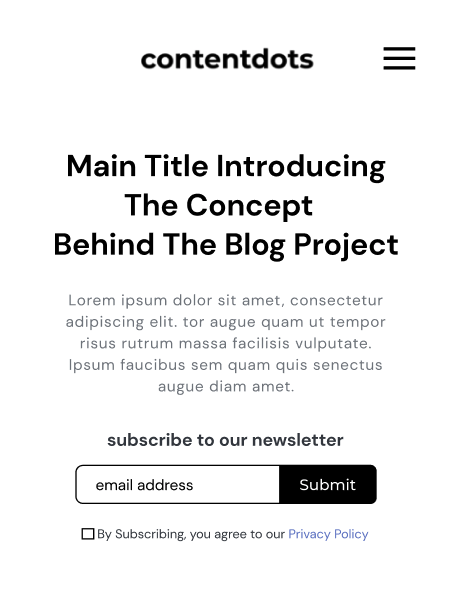 contentdots
Main Title Introducing
The Concept
Behind The Blog Project
Lorem ipsum dolor sit amet, consectetur
adipiscing elit. tor augue quam ut tempor
risus rutrum massa facilisis vulputate.
Ipsum faucibus sem quam quis senectus
augue diam amet.
subscribe to our newsletter
email address Submit
By Subscribing, you agree to our Privacy Policy